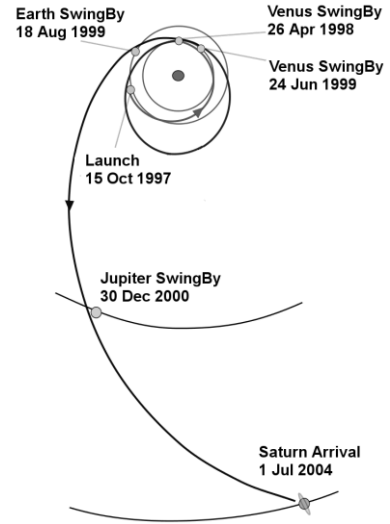 Earth SwingBy
18 Aug 1999
Venus SwingBy
26 Apr 1998
Venus SwingBy
24 Jun 1999
Launch
15 Oct 1997
Jupiter SwingBy
30 Dec 2000
Saturn Arrival
1 Jul 2004